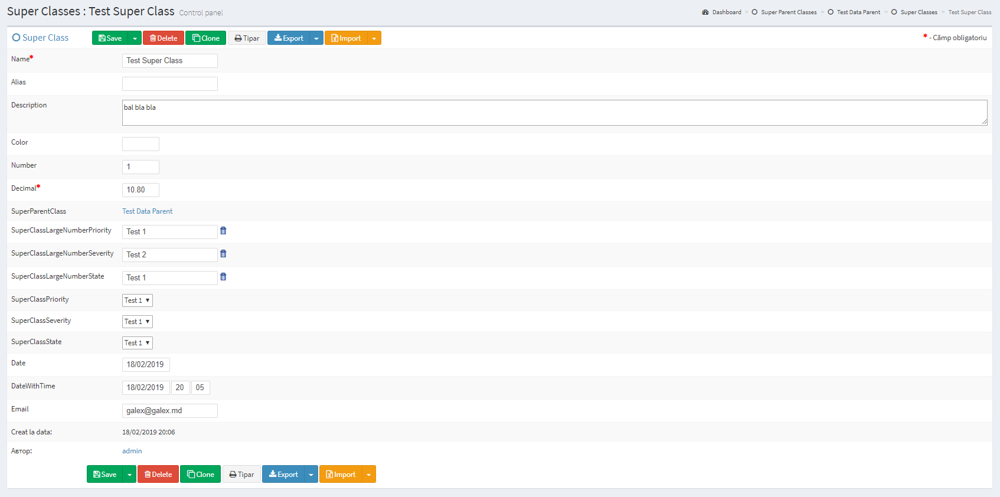 Super Classes : Test Super Class Control panel
Dashboard > Super Parent Classes > Test Data Parent > Super Classes > Test Super Class
Super Class Save Delete Clone Tipar Export Import * - Cămp obligatoriu
Name* Test Super Class
Alias
Description bal bla bla
Color
Number 1
Decimal* 10.80
SuperParentClass Test Data Parent
SuperClassLargeNumberPriority Test 1
SuperClassLargeNumberSeverity Test 2
SuperClassLargeNumberState Test 1
SuperClassPriority Test 1
SuperClassSeverity Test 1
SuperClassState Test 1
Date 18/02/2019
DateWithTime 18/02/2019 20 05
Email galex@galex.md
Creat la data: 18/02/2019 20:06
Автор: admin
Save Delete Clone Tipar Export Import